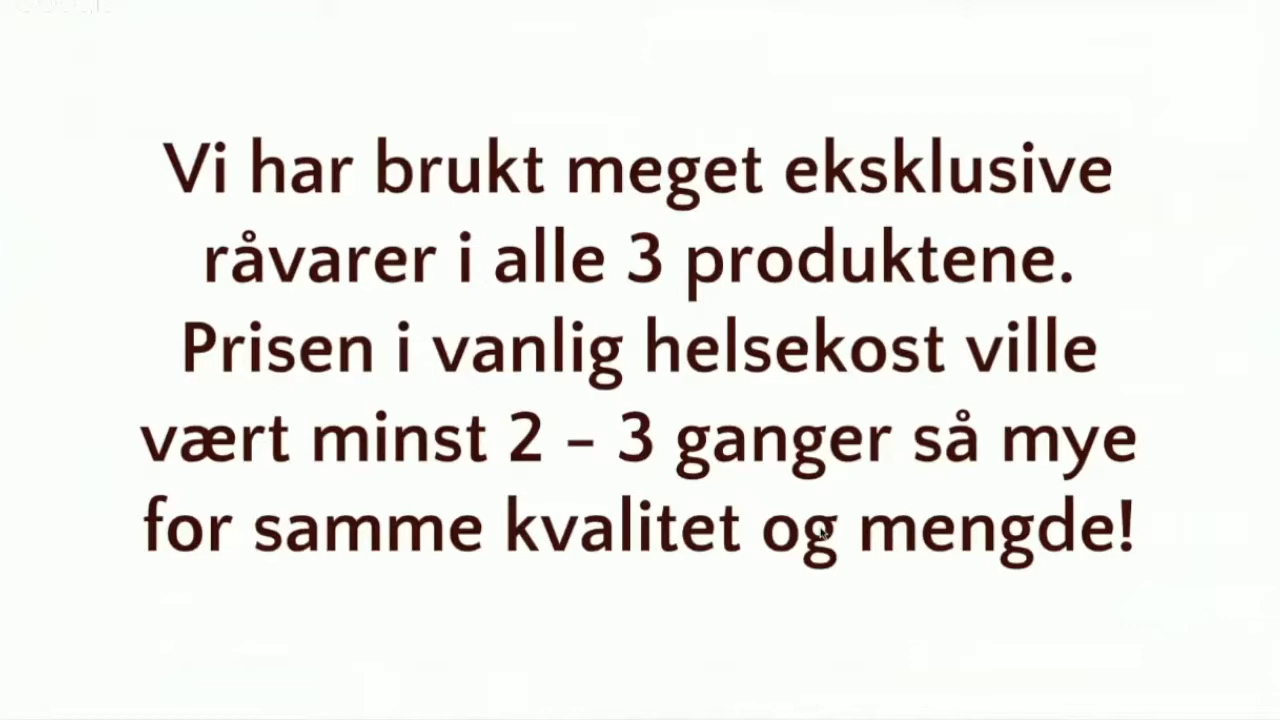 Vi har brukt meget eksklusive
råvarer i alle 3 produktene.
Prisen i vanlig helsekost ville
vært minst 2 – 3 ganger så mye
for samme kvalitet og mengde!